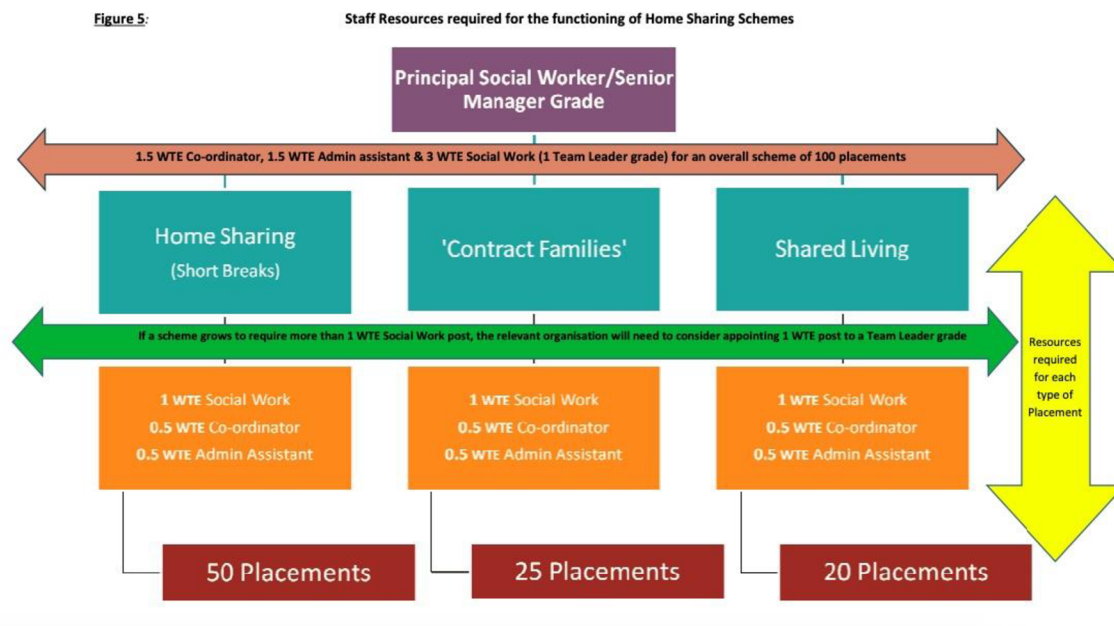 Figure 5: Staff Resources required for the functioning of Home Sharing Schemes
Principal Social Worker/Senior
Manager Grade
1.5 WTE Co-ordinator, 1.5 WTE Admin assistant & 3 WTE Social Work (1 Team Leader grade) for an overall scheme of 100 placements
Home Sharing
(Short Breaks)
'Contract Families'
Shared Living
If a scheme grows to require more than 1 WTE Social Work post, the relevant organisation will need to consider appointing 1 WTE post to a Team Leader grade
Resources
required
for each
type of
Placement
1 WTE Social Work
0.5 WTE Co-ordinator
0.5 WTE Admin Assistant
1 WTE Social Work
0.5 WTE Co-ordinator
0.5 WTE Admin Assistant
1 WTE Social Work
0.5 WTE Co-ordinator
0.5 WTE Admin Assistant
50 Placements
25 Placements
20 Placements